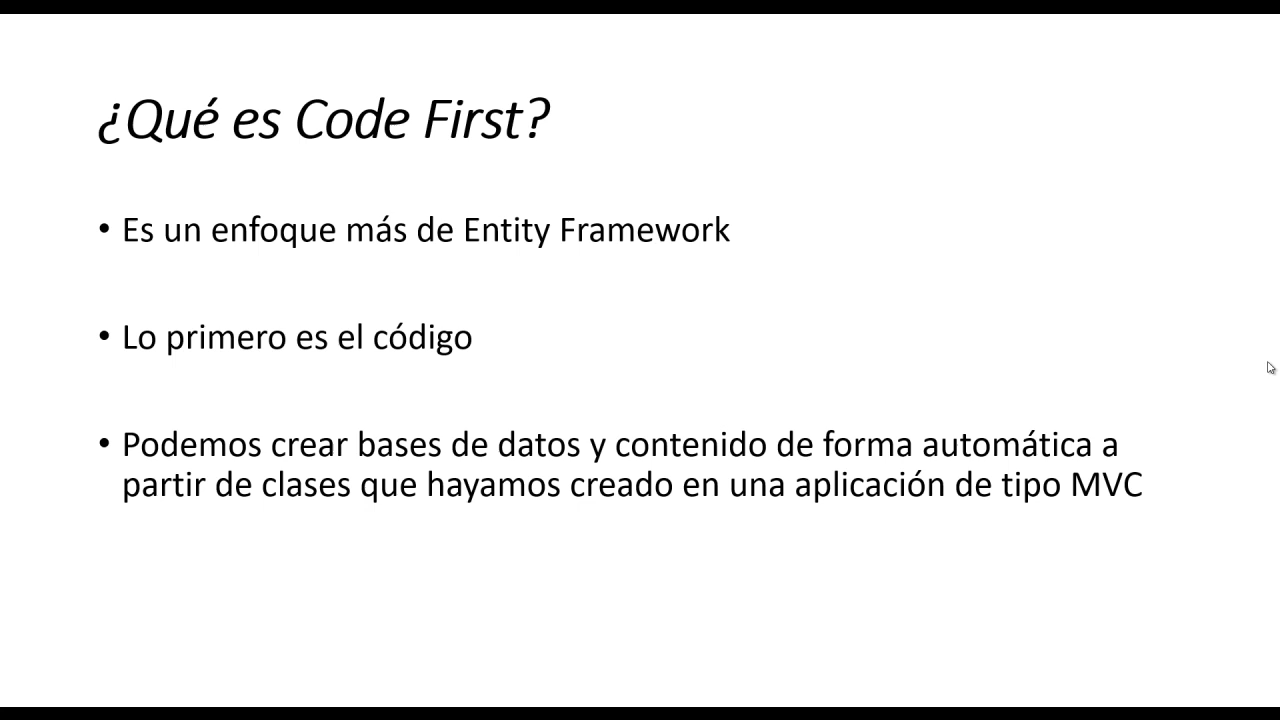 ¿Qué es Code First?
• Es un enfoque más de Entity Framework
• Lo primero es el código
• Podemos crear bases de datos y contenido de forma automática a
partir de clases que hayamos creado en una aplicación de tipo MVC